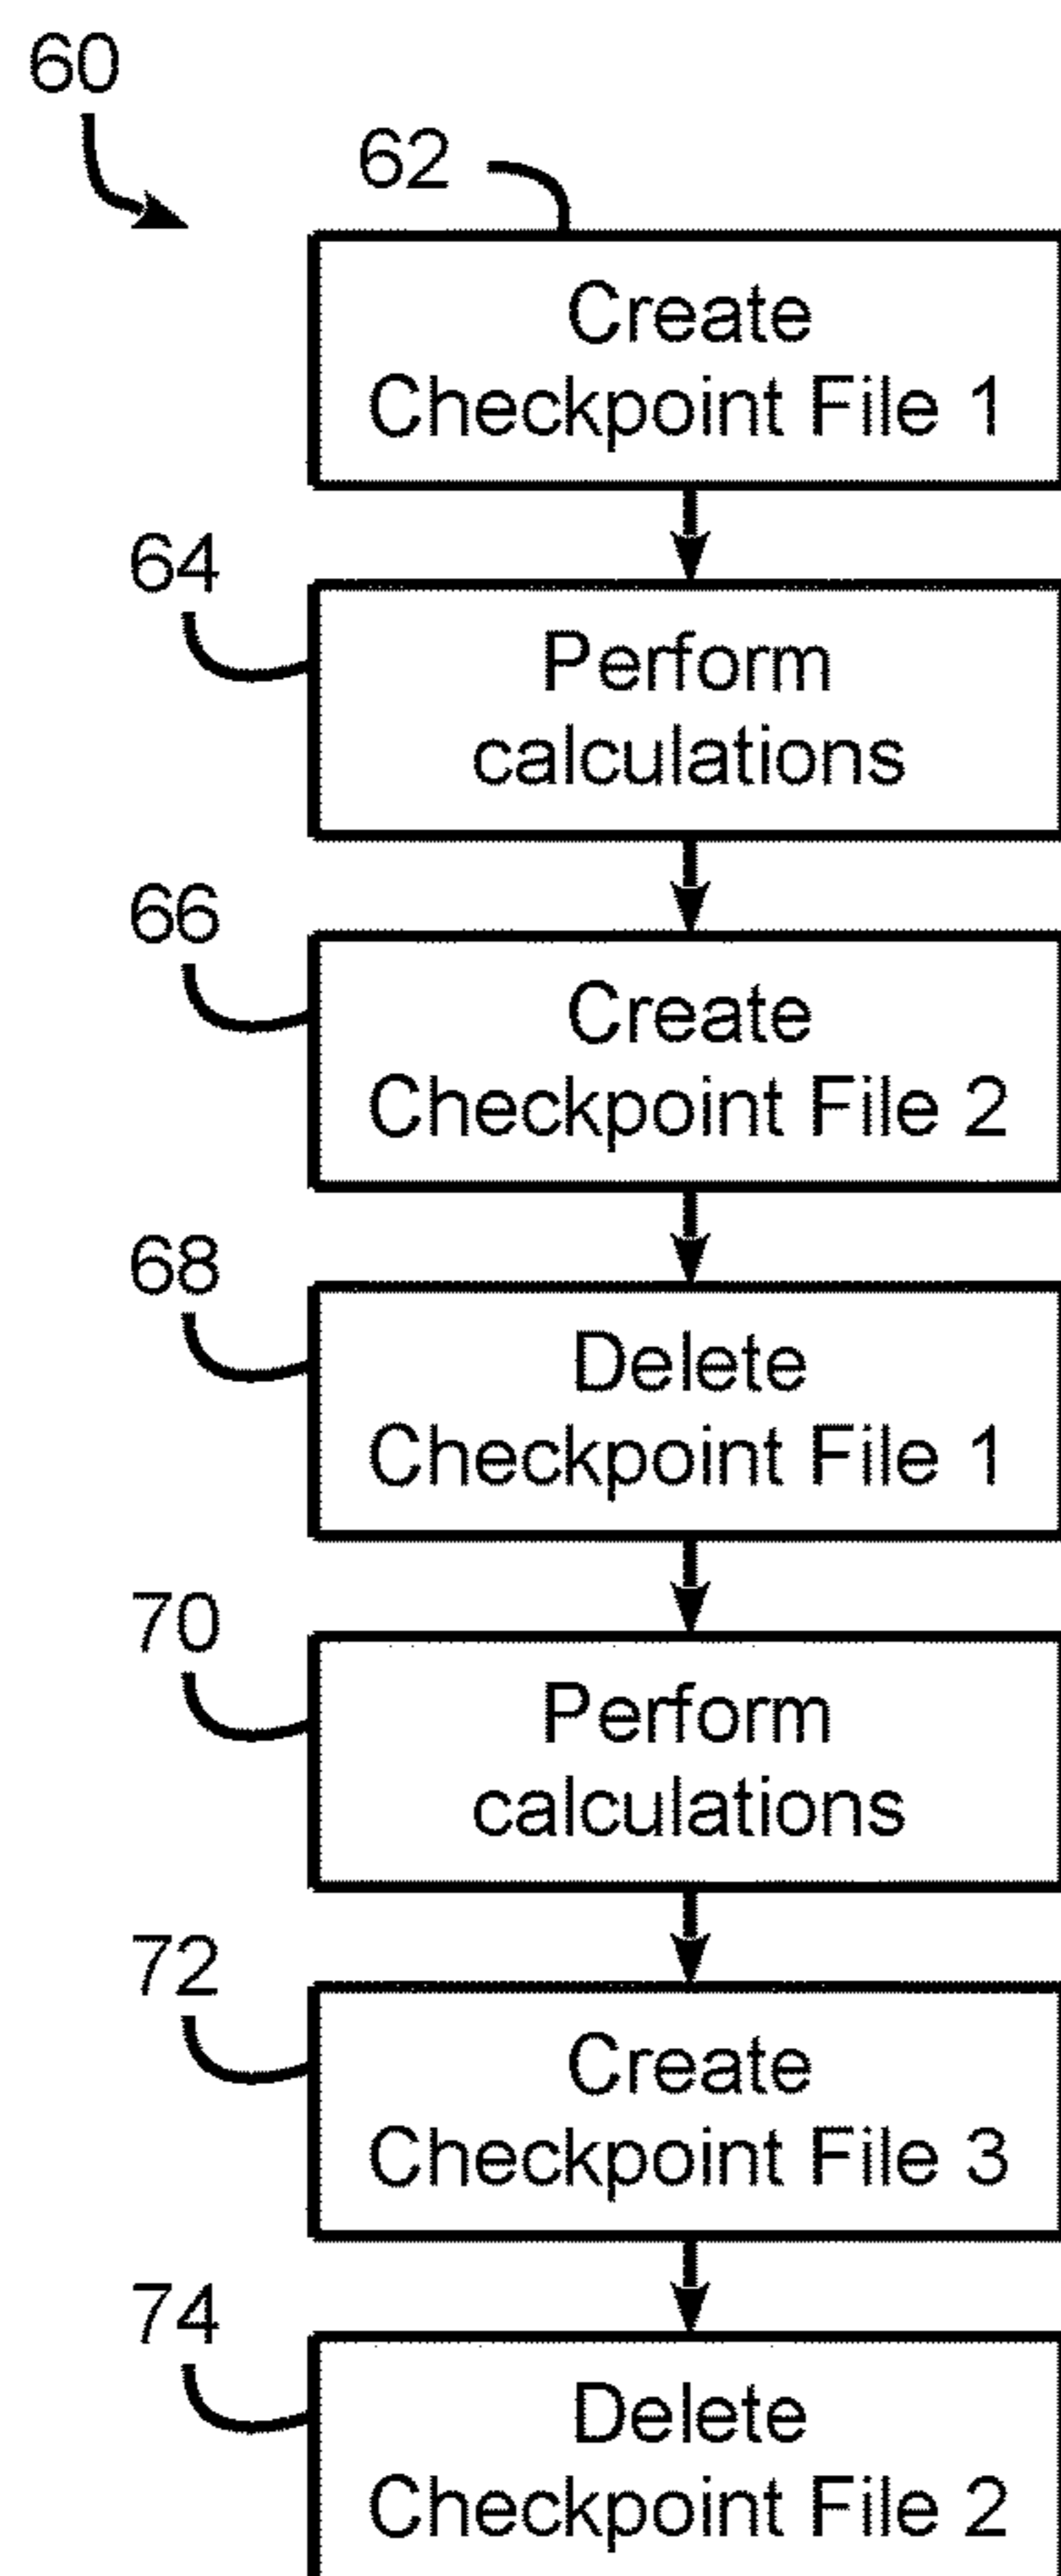 60
62
Create
Checkpoint File 1
64
Perform
calculations
66
Create
Checkpoint File 2
68
Delete
Checkpoint File 1
70
Perform
calculations
72
Create
Checkpoint File 3
74
Delete
Checkpoint File 2